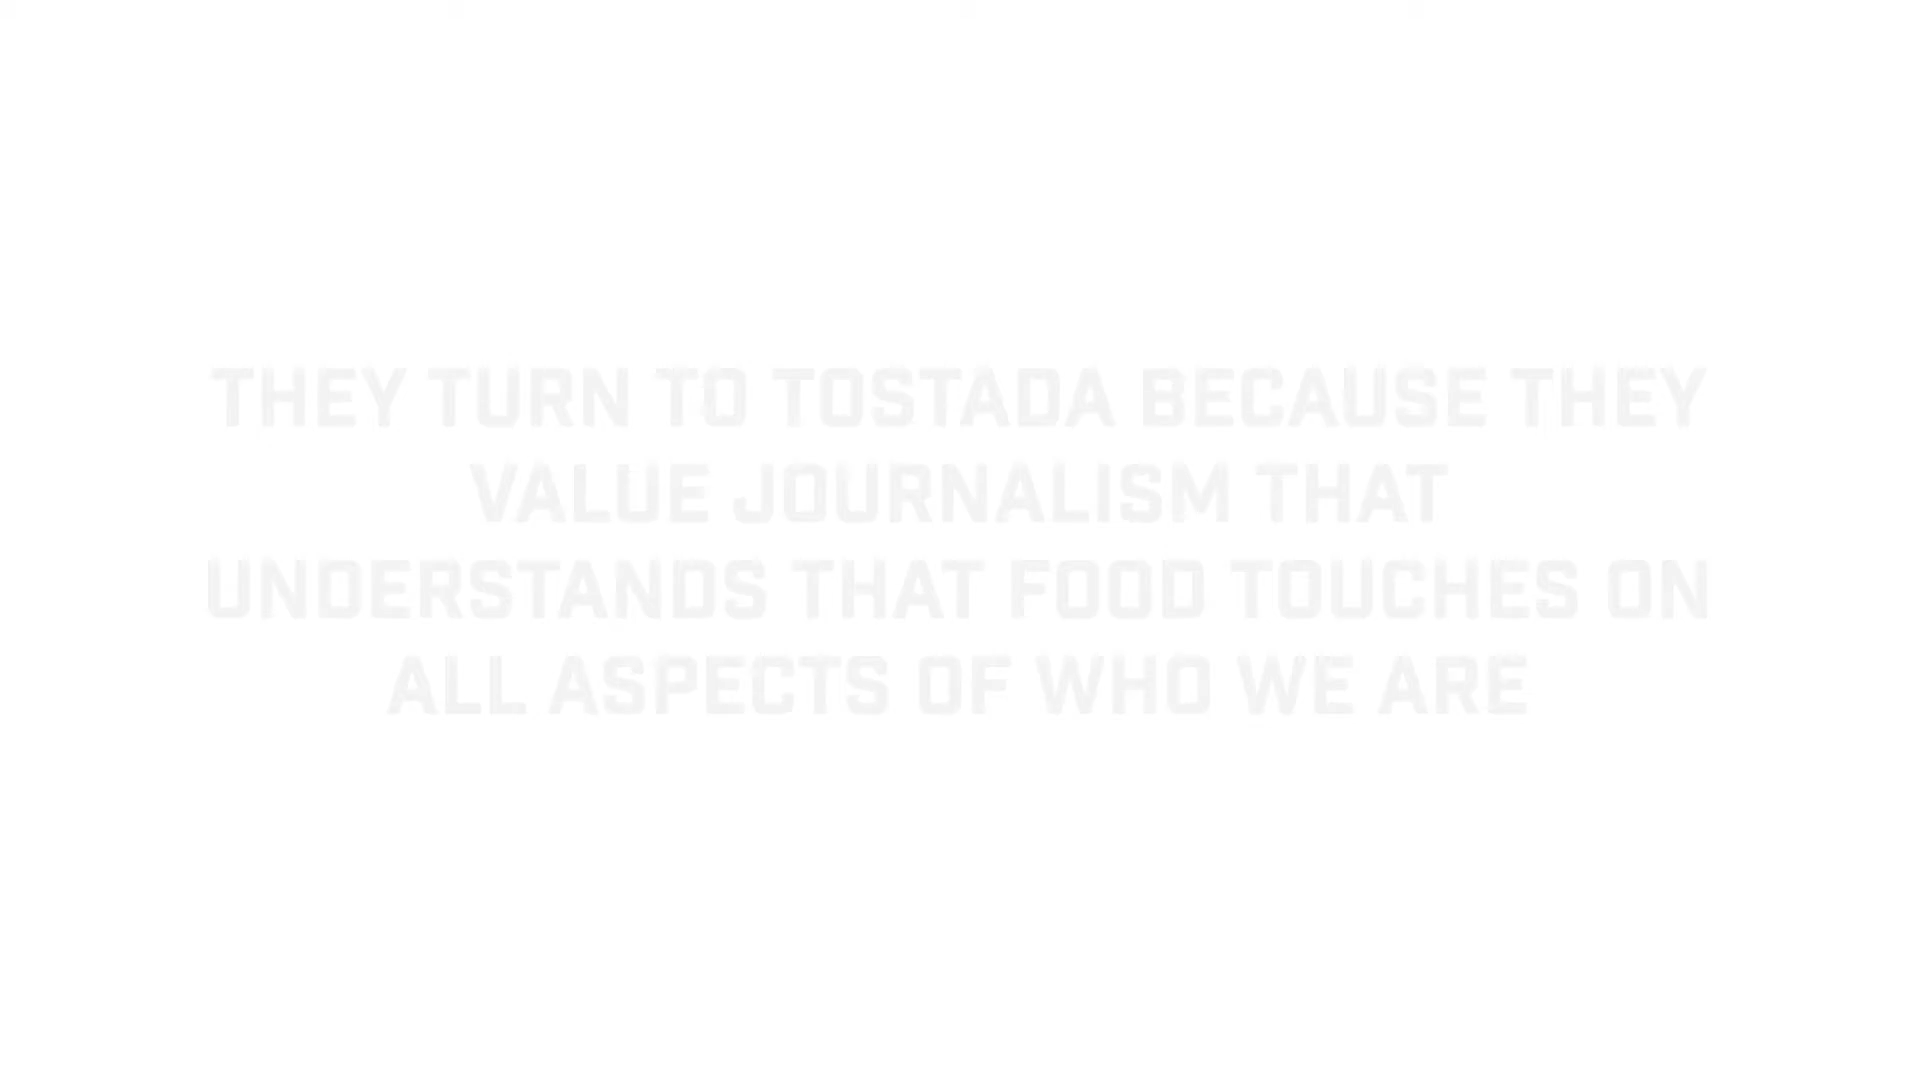 THEY TURN TO TOSTADA BECAUSE THEY
VALUE JOURNALISM THAT
UNDERSTANDS THAT FOOD TOUCHES ON
ALL ASPECTS OF WHO WE ARE